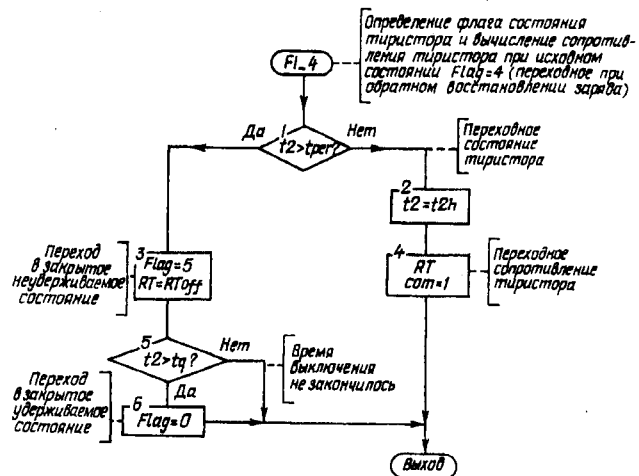 Fl_4
Определение флага состояния
тиристора и вычисление сопротив-
ления тиристора при исходном
состоянии Flag=4 (переходное при
обратном восстановлении заряда)
1
Да
t2>tper?
Нет
Переходное
состояние
тиристора
2
t2=t2h
Переход
в закрытое
неудерживаемое
состояние
3
Flag=5
RT=RToff
4
RT
com=1
Переходное
сопротивление
тиристора
5
t2>tq?
Нет
Да
Время
выключения
не закончилось
Переход
в закрытое
удерживаемое
состояние
6
Flag=0
Выход